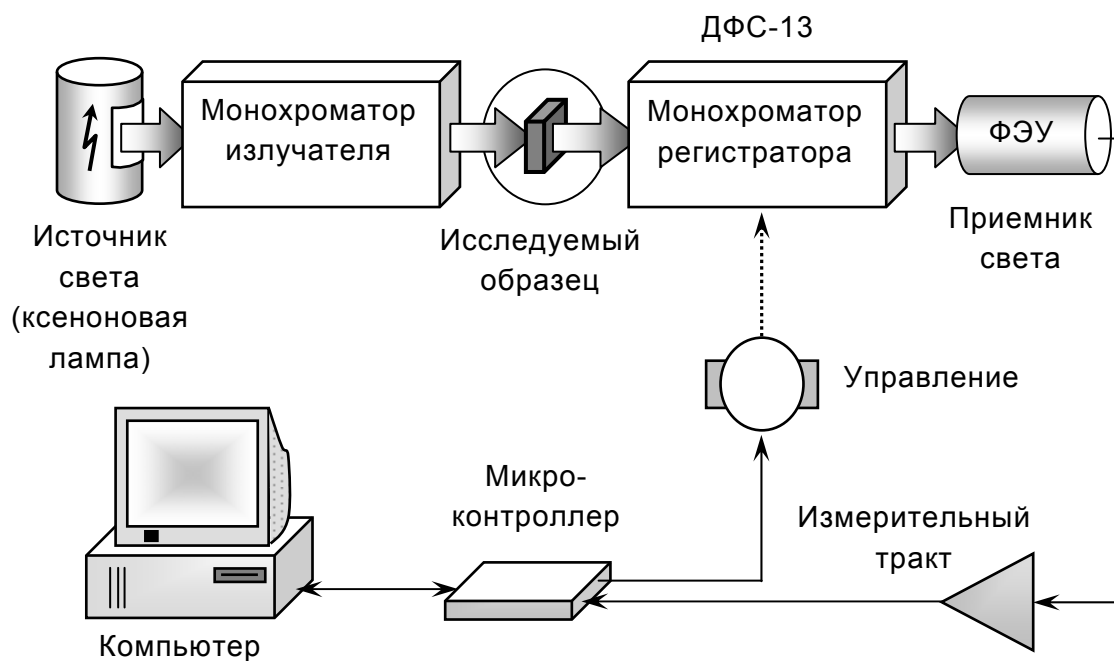 ДФС-13
Монохроматор
излучателя
Монохроматор
регистратора
ФЭУ
Источник
света
(ксеноновая
лампа)
Исследуемый
образец
Приемник
света
Управление
Микро-
контроллер
Измерительный
тракт
Компьютер